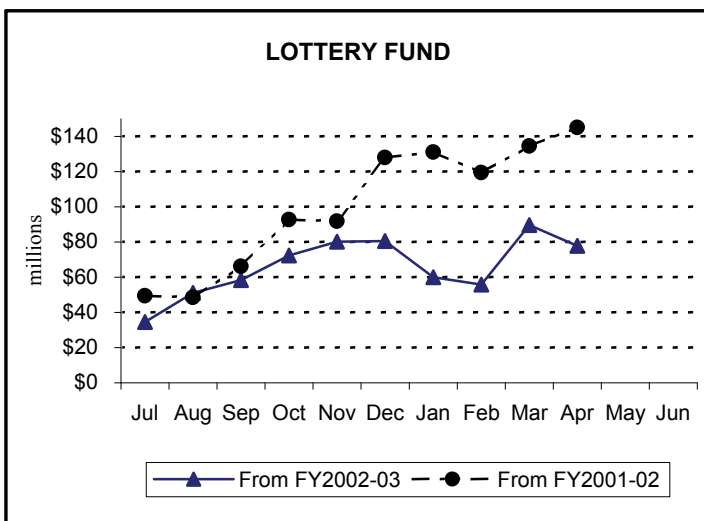 LOTTERY FUND
$140
$120
$100
$80
$60
$40
$20
$0
millions
Jul Aug Sep Oct Nov Dec Jan Feb Mar Apr May Jun
From FY2002-03 From FY2001-02